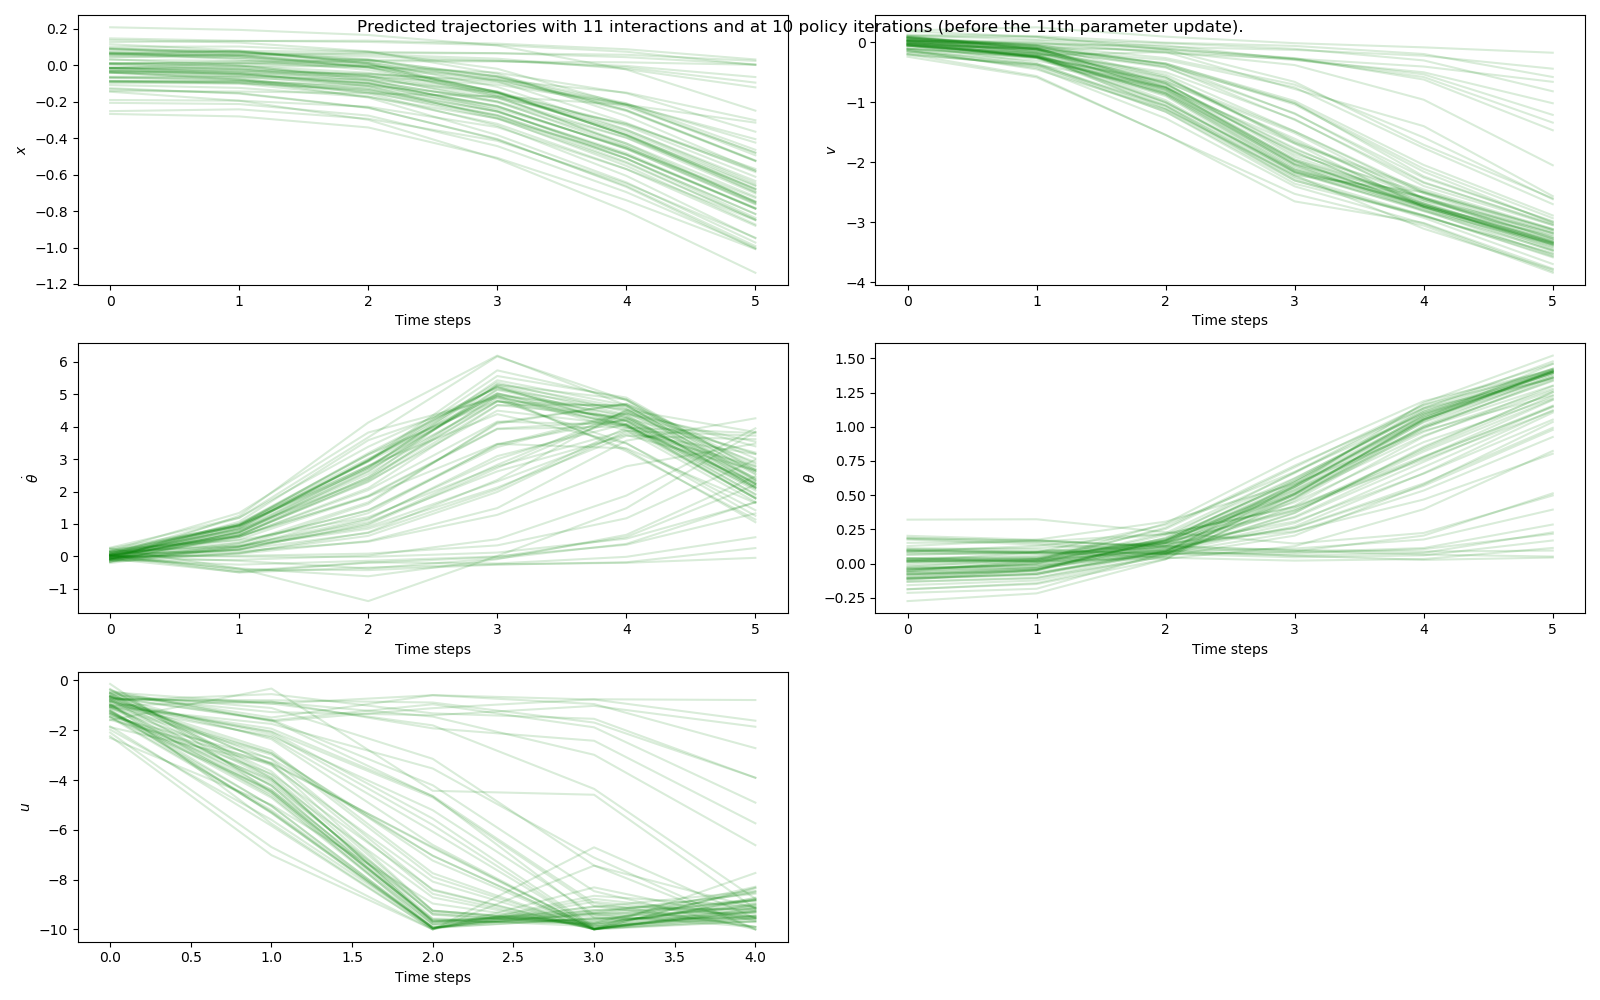 Predicted trajectories with 11 interactions and at 10 policy iterations (before the 11th parameter update).
0.2
0.0
−0.2
−0.4
−0.6
−0.8
−1.0
−1.2
x
0 1 2 3 4 5
Time steps
0
−1
−2
−3
−4
v
0 1 2 3 4 5
Time steps
6
5
4
3
2
1
0
−1
θ̇
0 1 2 3 4 5
Time steps
1.50
1.25
1.00
0.75
0.50
0.25
0.00
−0.25
θ
0 1 2 3 4 5
Time steps
0
−2
−4
−6
−8
−10
u
0.0 0.5 1.0 1.5 2.0 2.5 3.0 3.5 4.0
Time steps